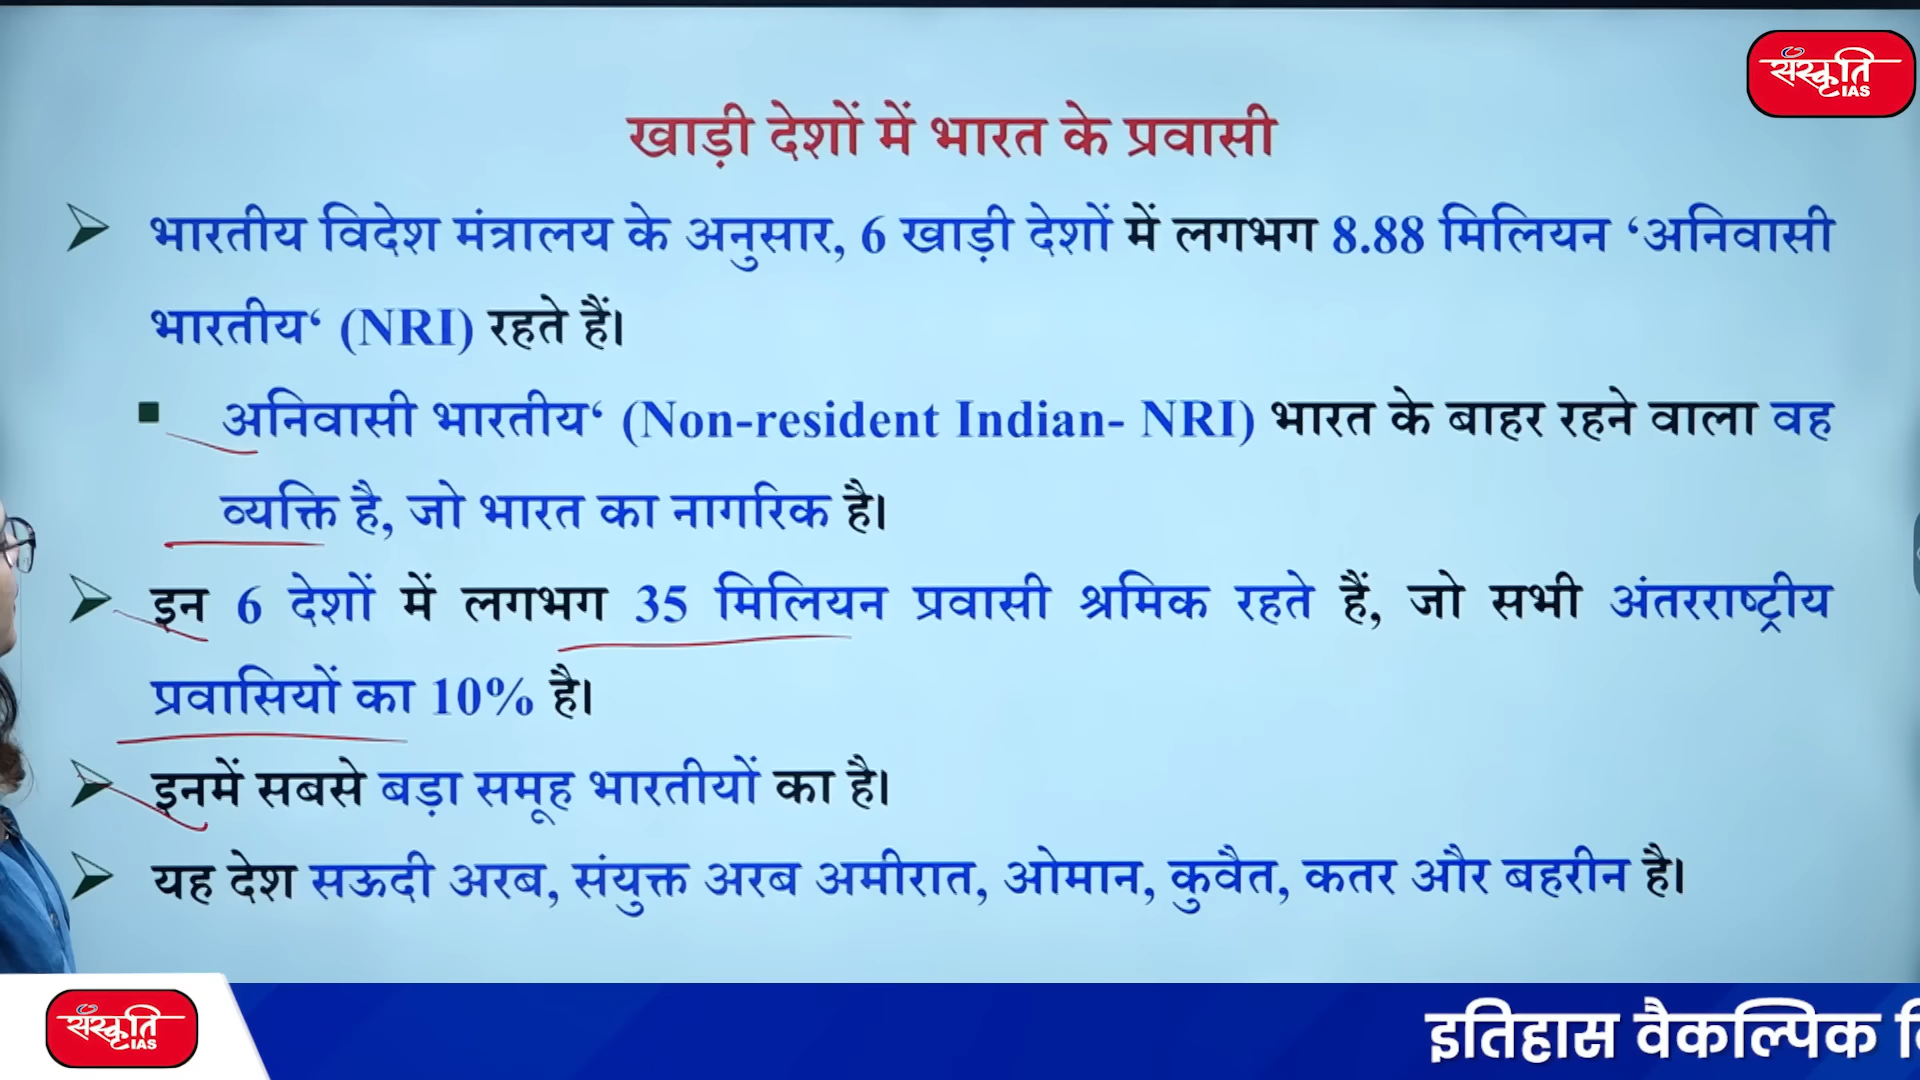 संस्कृति
IAS
खाड़ी देशों में भारत के प्रवासी
भारतीय विदेश मंत्रालय के अनुसार, 6 खाड़ी देशों में लगभग 8.88 मिलियन ‘अनिवासी
भारतीय‘ (NRI) रहते हैं।
अनिवासी भारतीय‘ (Non-resident Indian- NRI) भारत के बाहर रहने वाला वह
व्यक्ति है, जो भारत का नागरिक है।
इन 6 देशों में लगभग 35 मिलियन प्रवासी श्रमिक रहते हैं, जो सभी अंतरराष्ट्रीय
प्रवासियों का 10% है।
इनमें सबसे बड़ा समूह भारतीयों का है।
यह देश सऊदी अरब, संयुक्त अरब अमीरात, ओमान, कुवैत, कतर और बहरीन है।
संस्कृति
IAS
इतिहास वैकल्पिक